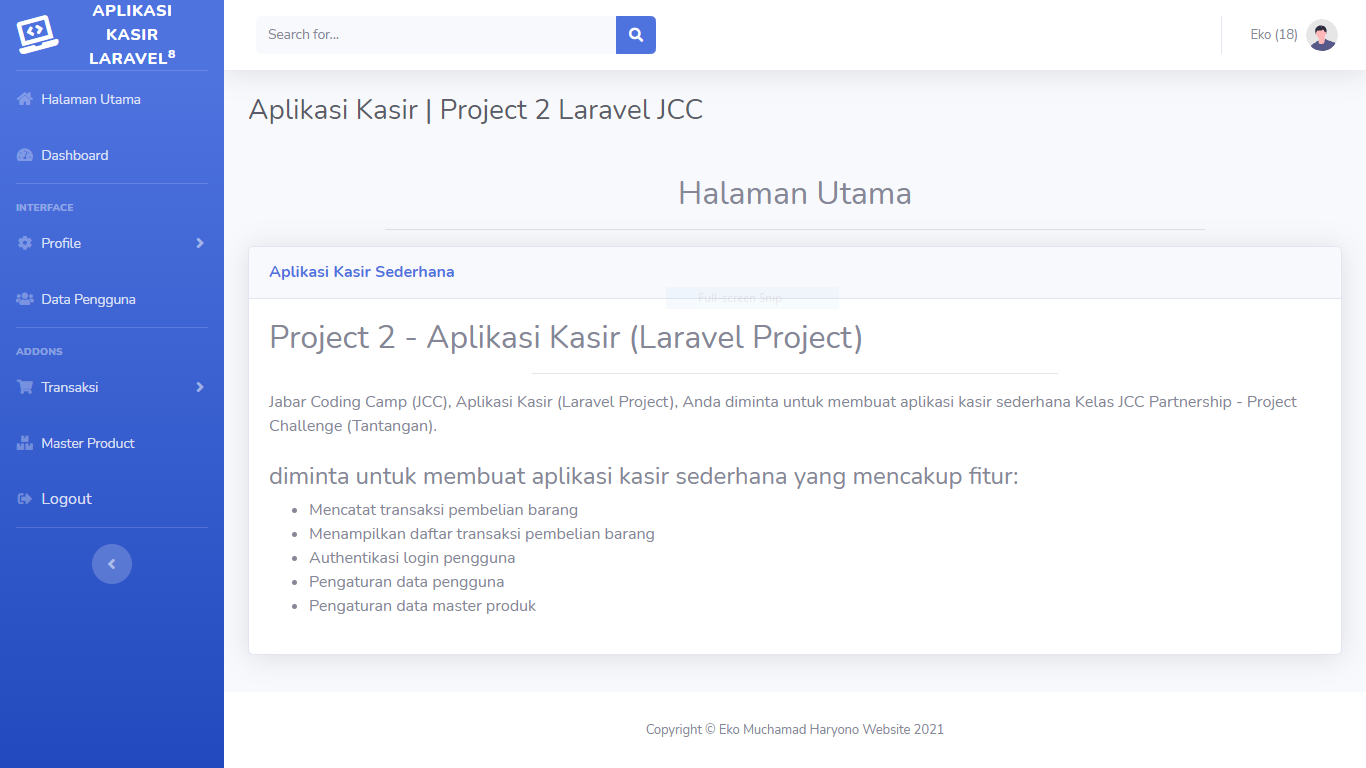 APLIKASI
KASIR
LARAVEL8
Search for...
Eko (18)
Halaman Utama
Dashboard
INTERFACE
Profile
Data Pengguna
ADDONS
Transaksi
Master Product
Logout
Aplikasi Kasir | Project 2 Laravel JCC
Halaman Utama
Aplikasi Kasir Sederhana
Full-screen Snip
Project 2 - Aplikasi Kasir (Laravel Project)
Jabar Coding Camp (JCC), Aplikasi Kasir (Laravel Project), Anda diminta untuk membuat aplikasi kasir sederhana Kelas JCC Partnership - Project
Challenge (Tantangan).
diminta untuk membuat aplikasi kasir sederhana yang mencakup fitur:
• Mencatat transaksi pembelian barang
• Menampilkan daftar transaksi pembelian barang
• Authentikasi login pengguna
• Pengaturan data pengguna
• Pengaturan data master produk
Copyright © Eko Muchamad Haryono Website 2021